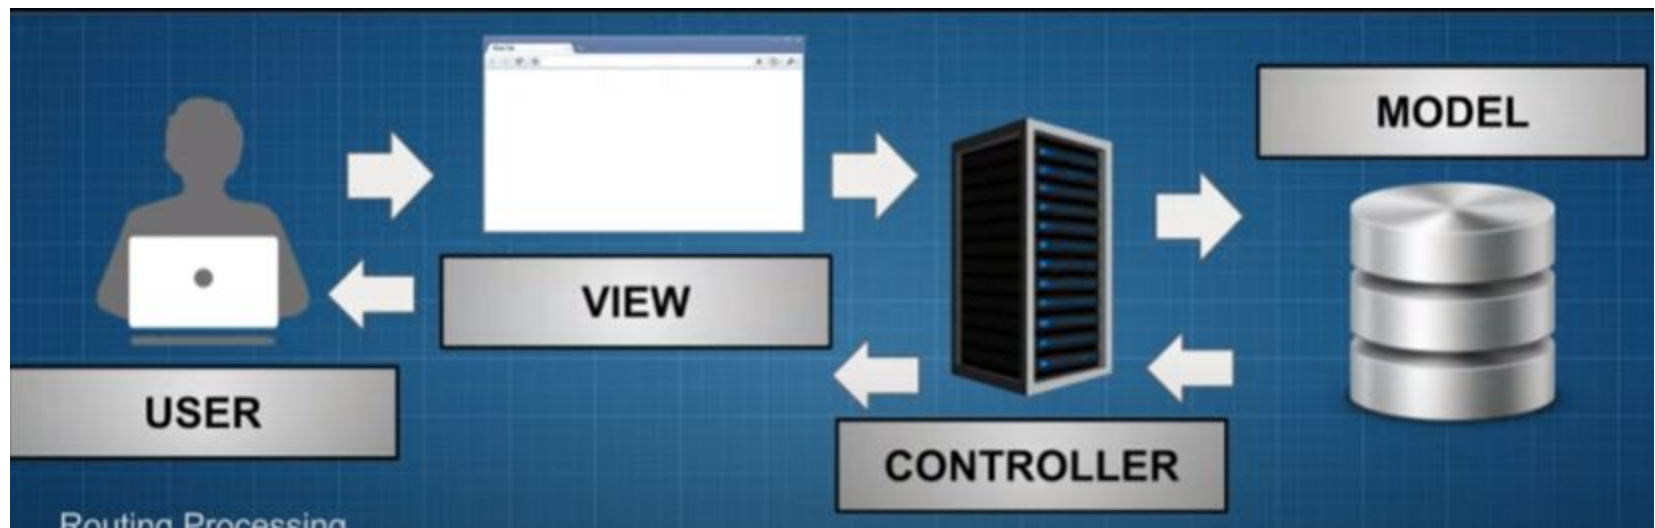 USER
VIEW
CONTROLLER
MODEL
Routing Processing